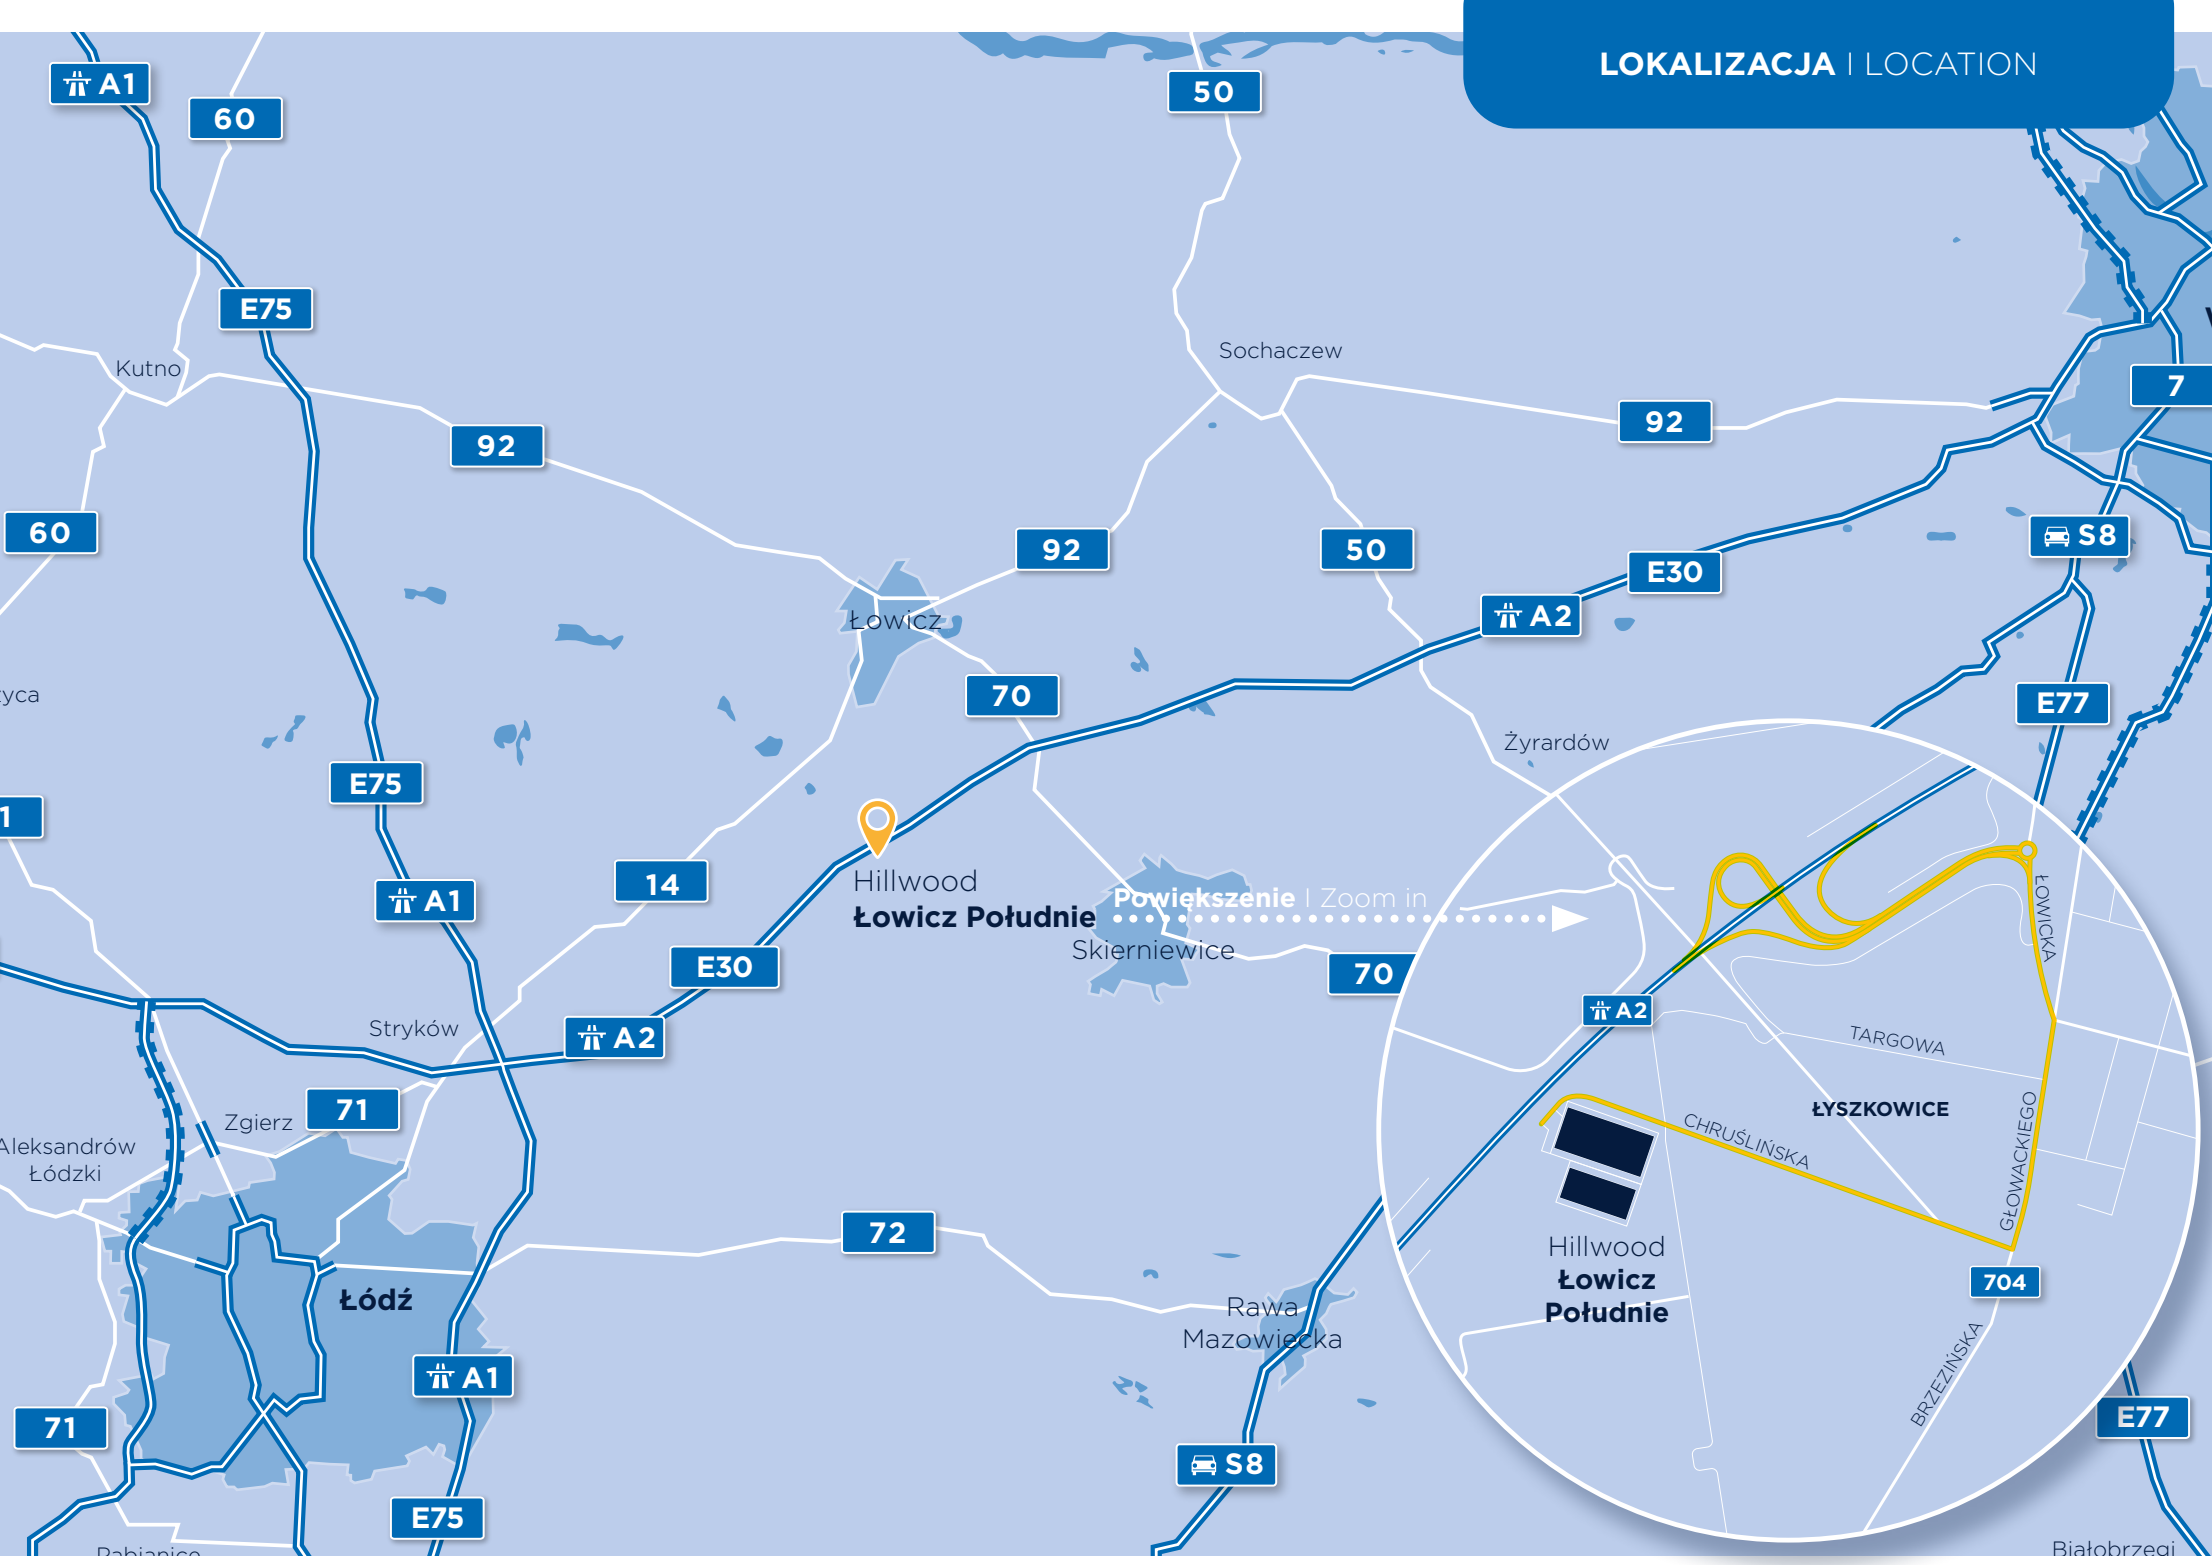 LOKALIZACJA | LOCATION
A1
60
50
E75
Kutno
Sochaczew
7
92
92
60
92
50
S8
E30
A2
Łowicz
70
E77
Żyrardów
E75
1
Hillwood
Łowicz Południe
Powiększenie | Zoom in
14
A1
Skierniewice
E30
70
Stryków
A2
71
Zgierz
Aleksandrów
Łódzki
72
Łódź
Rawa
Mazowiecka
A1
71
S8
E75
E77
Białobrzegi
ŁOWICKA
A2
TARGOWA
ŁYSZKOWICE
CHRUŚLIŃSKA
GŁOWACKIEGO
Hillwood
Łowicz
Południe
704
BRZEZIŃSKA